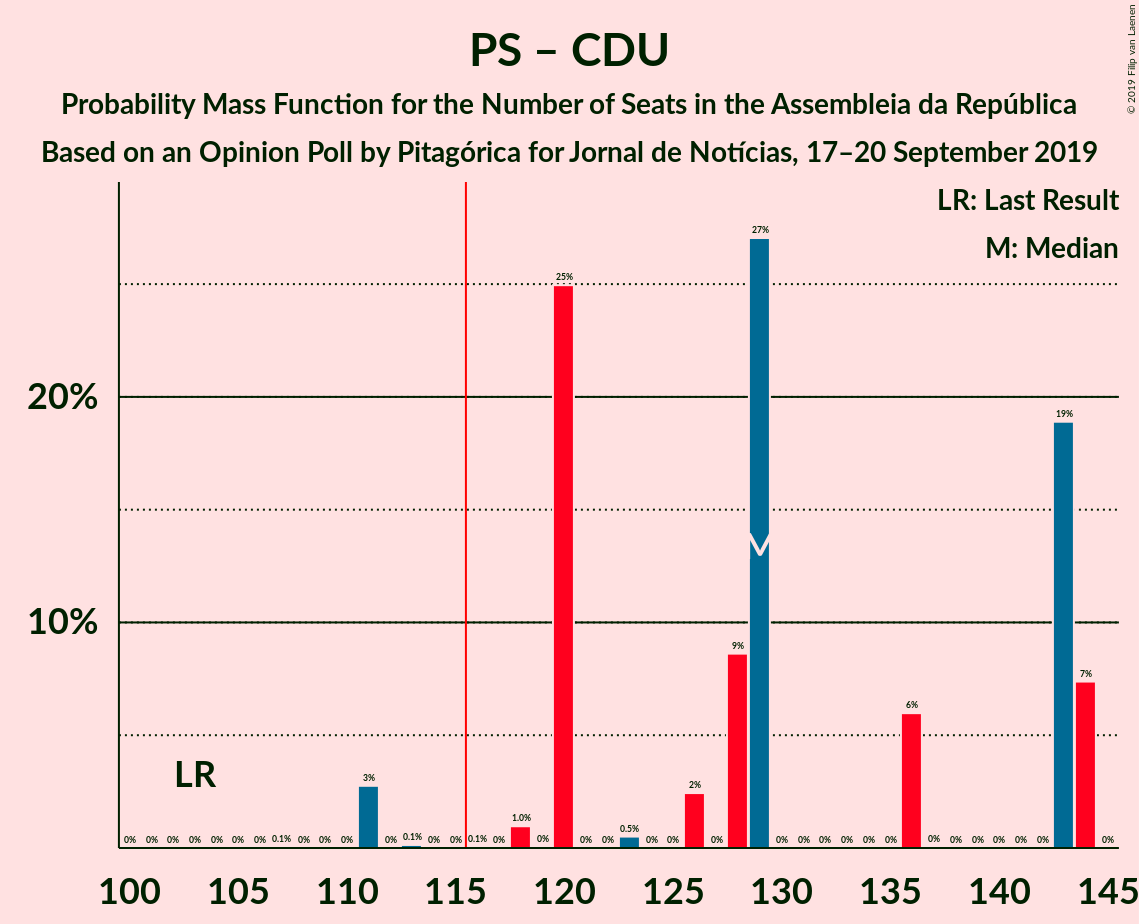 PS – CDU
Probability Mass Function for the Number of Seats in the Assembleia da República
Based on an Opinion Poll by Pitagórica for Jornal de Notícias, 17–20 September 2019
© 2019 Filip van Laenen
LR: Last Result
M: Median
27%
25%
20%
19%
M
10%
9%
7%
6%
LR
3%
2%
1.0%
0.5%
0% 0% 0% 0% 0% 0% 0% 0.1% 0% 0% 0% 0% 0.1% 0% 0% 0.1% 0% 0% 0% 0% 0% 0% 0% 0% 0% 0% 0% 0% 0% 0% 0% 0% 0% 0% 0% 0%
100 105 110 115 120 125 130 135 140 145